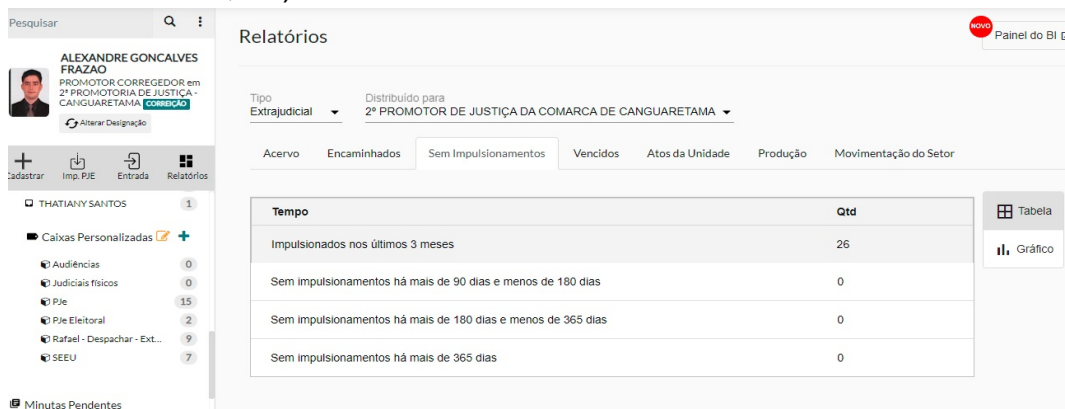 Pesquisar
ALEXANDRE GONCALVES
FRAZAO
PROMOTOR CORREGEDOR em
2ª PROMOTORIA DE JUSTIÇA -
CANGUARETAMA CORREIÇÃO
Alterar Designação
Cadastrar Imp. PJE Entrada Relatórios
THATIANY SANTOS 1
Caixas Personalizadas
Audiências 0
Judiciais físicos 0
PJe 15
PJe Eleitoral 2
Rafael - Despachar - Ext... 9
SEEU 7
Minutas Pendentes
Relatórios
NOVO
Painel do BI
Tipo Distribuído para
Extrajudicial 2º PROMOTOR DE JUSTIÇA DA COMARCA DE CANGUARETAMA
Acervo Encaminhados Sem Impulsionamentos Vencidos Atos da Unidade Produção Movimentação do Setor
Tempo Qtd
Impulsionados nos últimos 3 meses 26
Sem impulsionamentos há mais de 90 dias e menos de 180 dias 0
Sem impulsionamentos há mais de 180 dias e menos de 365 dias 0
Sem impulsionamentos há mais de 365 dias 0
Tabela
Gráfico